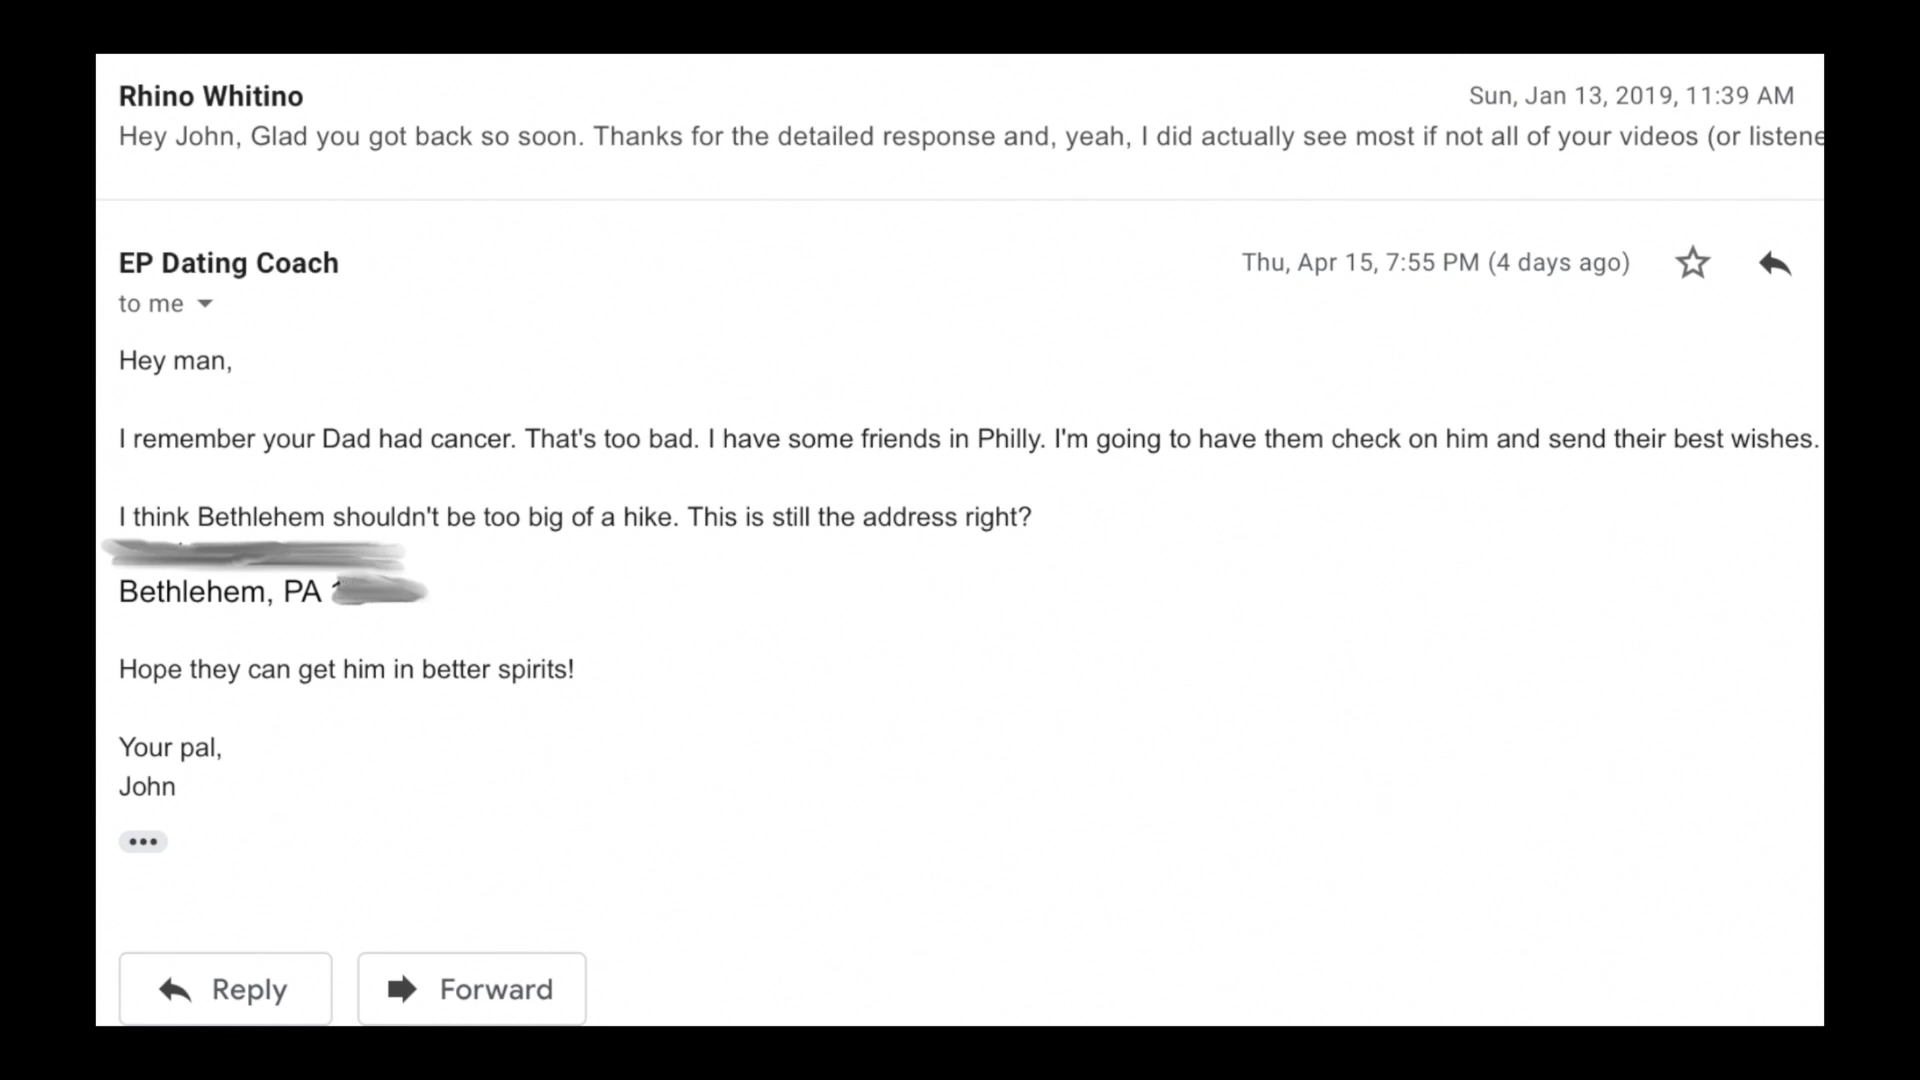 Rhino Whitino
Sun, Jan 13, 2019, 11:39 AM
Hey John, Glad you got back so soon. Thanks for the detailed response and, yeah, I did actually see most if not all of your videos (or listene
EP Dating Coach
Thu, Apr 15, 7:55 PM (4 days ago)
to me
Hey man,
I remember your Dad had cancer. That's too bad. I have some friends in Philly. I'm going to have them check on him and send their best wishes.
I think Bethlehem shouldn't be too big of a hike. This is still the address right?
Bethlehem, PA
Hope they can get him in better spirits!
Your pal,
John
Reply
Forward